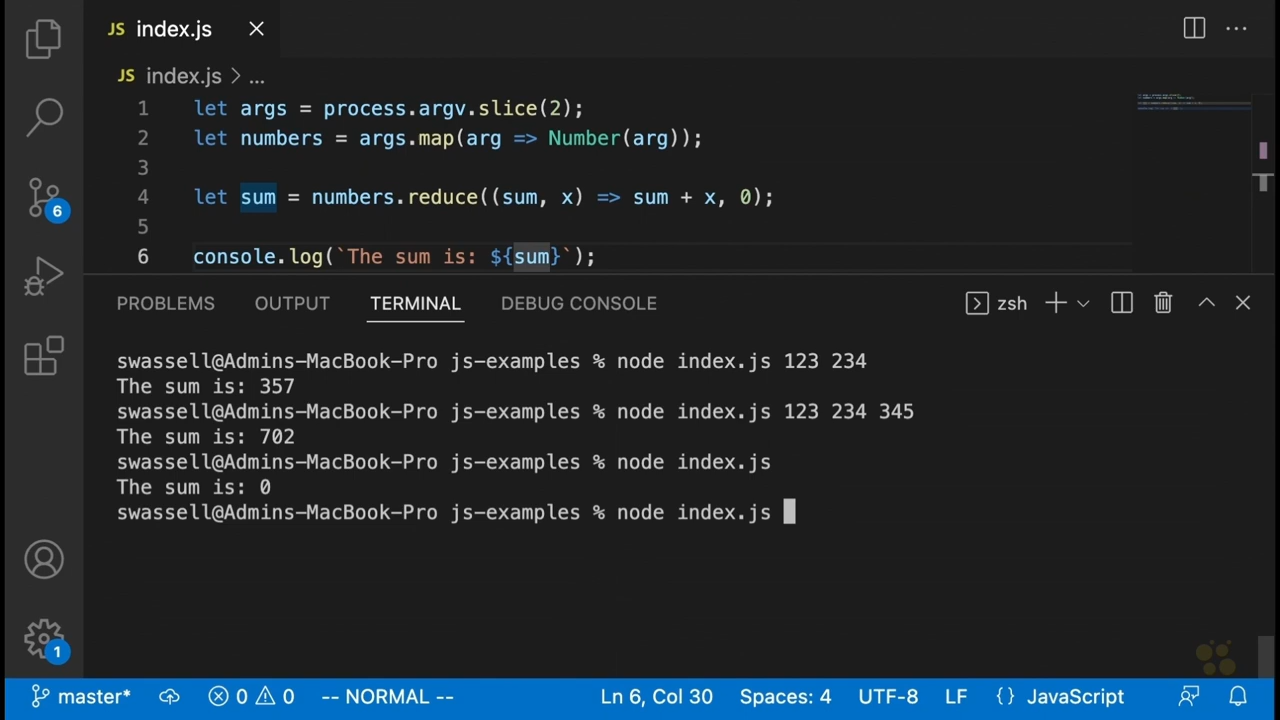 JS index.js
JS index.js > ...
1 let args = process.argv.slice(2);
2 let numbers = args.map(arg => Number(arg));
3
4 let sum = numbers.reduce((sum, x) => sum + x, 0);
5
6 console.log(`The sum is: ${sum}`);
6
PROBLEMS OUTPUT TERMINAL DEBUG CONSOLE zsh
swassell@Admins-MacBook-Pro js-examples % node index.js 123 234
The sum is: 357
swassell@Admins-MacBook-Pro js-examples % node index.js 123 234 345
The sum is: 702
swassell@Admins-MacBook-Pro js-examples % node index.js
The sum is: 0
swassell@Admins-MacBook-Pro js-examples % node index.js
1
master* 0 0 -- NORMAL -- Ln 6, Col 30 Spaces: 4 UTF-8 LF {} JavaScript